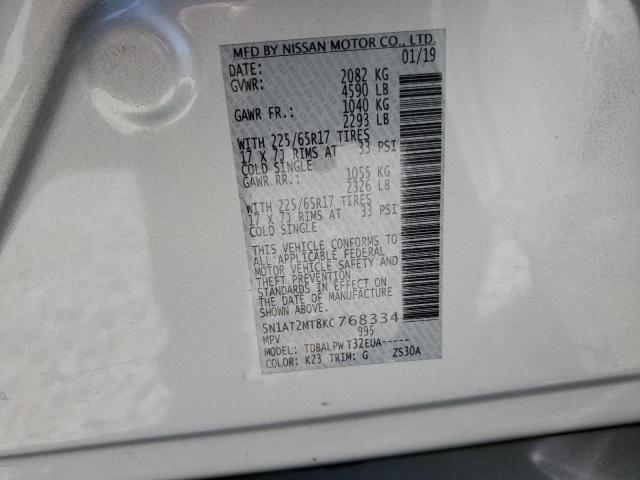 MFD BY NISSAN MOTOR CO., LTD.
DATE: 01/19
GVWR: 2082 KG
4590 LB
GAWR FR.: 1040 KG
2293 LB
WITH 225/65R17 TIRES
17 X 7J RIMS AT 33 PSI
COLD SINGLE
GAWR RR.: 1055 KG
2326 LB
WITH 225/65R17 TIRES
17 X 7J RIMS AT 33 PSI
COLD SINGLE
THIS VEHICLE CONFORMS TO
ALL APPLICABLE FEDERAL
MOTOR VEHICLE SAFETY AND
THEFT PREVENTION
STANDARDS IN EFFECT ON
THE DATE OF MANUFACTURE
SHOWN ABOVE.
5N1AT2MT8KC768334
MPV 995
MODEL: TDBALPW T32EUA-----
COLOR: K23 TRIM: G ZS30A